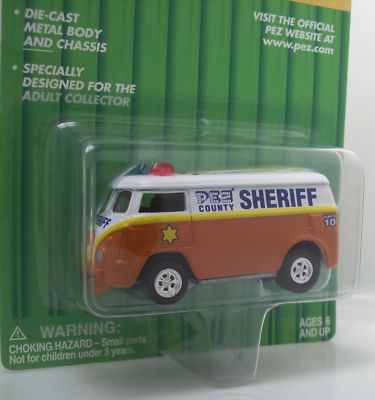 • DIE-CAST
METAL BODY
AND CHASSIS
• SPECIALLY
DESIGNED FOR THE
ADULT COLLECTOR
VISIT THE OFFICIAL
PEZ WEBSITE AT
www.pez.com
PEZ
COUNTY
SHERIFF
10
WARNING:
CHOKING HAZARD - Small parts.
Not for children under 3 years.
AGES 6
AND UP